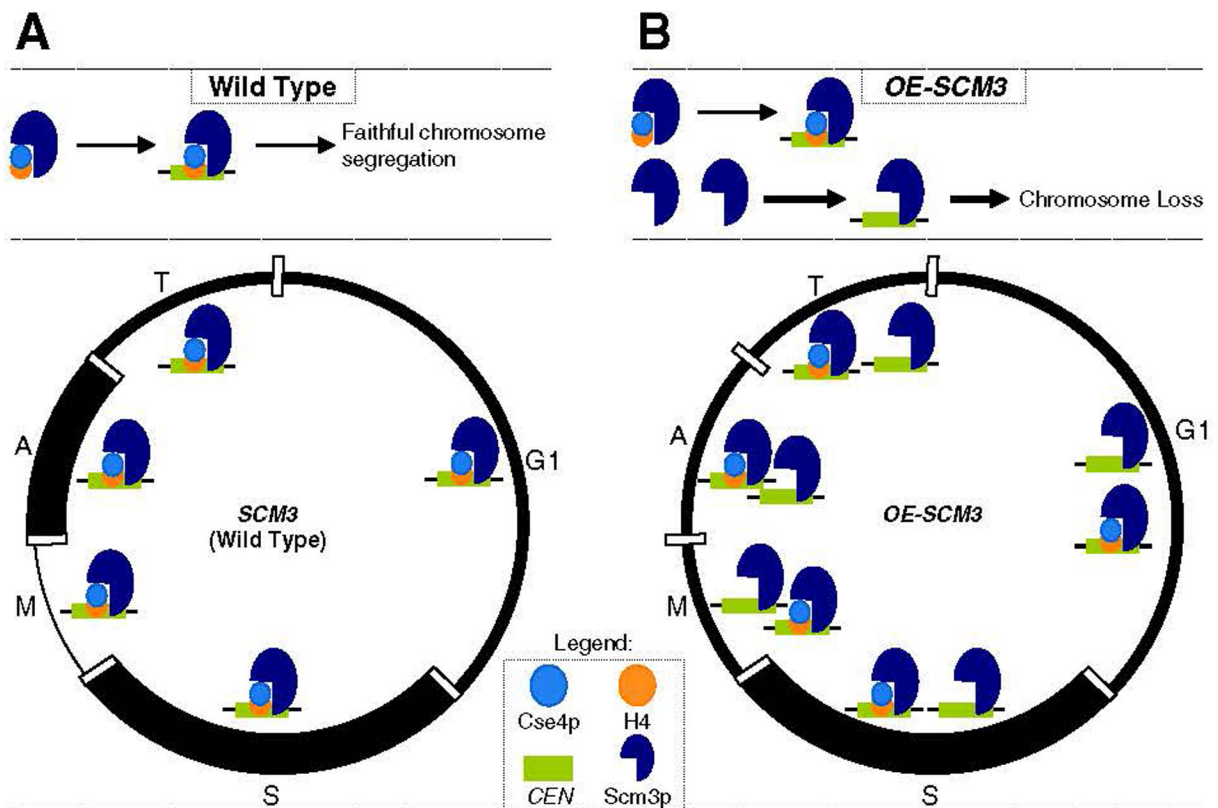 A
Wild Type
Faithful chromosome
segregation
T
A
G1
SCM3
(Wild Type)
M
S
B
OE-SCM3
Chromosome Loss
T
A
G1
OE-SCM3
M
S
Legend:
Cse4p H4
CEN Scm3p